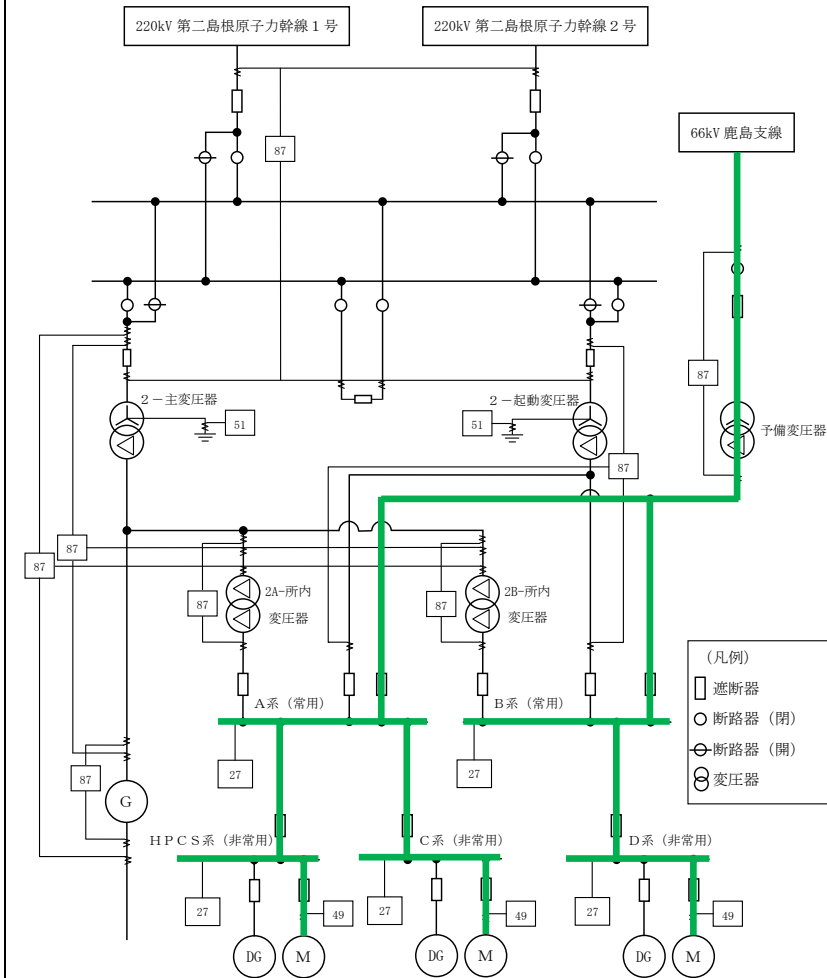 220kV 第二島根原子力幹線１号
220kV 第二島根原子力幹線２号
66kV 鹿島支線
87
87
２－主変圧器
51
２－起動変圧器
51
予備変圧器
87
87
87
87
2A-所内
変圧器
87
2B-所内
変圧器
(凡例)
遮断器
断路器（閉）
断路器（開）
変圧器
A系（常用）
B系（常用）
27
27
87
G
HPCS系（非常用）
C系（非常用）
D系（非常用）
27
49
27
49
27
49
DG
M
DG
M
DG
M